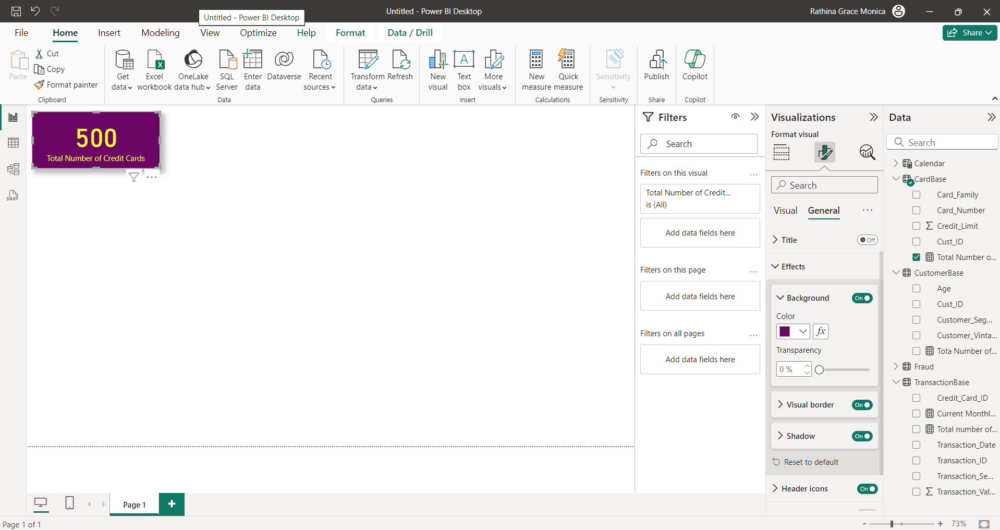 Untitled - Power BI Desktop
Rathina Grace Monica
Untitled - Power BI Desktop
File
Home
Insert
Modeling
View
Optimize
Help
Format
Data / Drill
Share
Paste
Cut
Copy
Format painter
Clipboard
Get
data
Excel
workbook
OneLake
data hub
SQL
Server
Enter
data
Dataverse
Recent
sources
Data
Transform
data
Refresh
Queries
New
visual
Text
box
More
visuals
Insert
New
measure
Quick
measure
Calculations
Sensitivity
Sensitivity
Publish
Share
Copilot
Copilot
DAX
500
Total Number of Credit Cards
Filters
Search
Filters on this visual
Total Number of Credit...
is (All)
Add data fields here
Filters on this page
Add data fields here
Filters on all pages
Add data fields here
Visualizations
Format visual
Search
Visual
General
Title
Off
Effects
Background
On
Color
fx
Transparency
0 %
Visual border
On
Shadow
On
Reset to default
Header icons
On
Data
Search
Calendar
CardBase
Card_Family
Card_Number
Credit_Limit
Cust_ID
Total Number o...
CustomerBase
Age
Cust_ID
Customer_Seg...
Customer_Vinta...
Tota Number of...
Fraud
TransactionBase
Credit_Card_ID
Current Monthl...
Total number of...
Transaction_Date
Transaction_ID
Transaction_Se...
Transaction_Val...
Page 1
Page 1 of 1
- + 73%